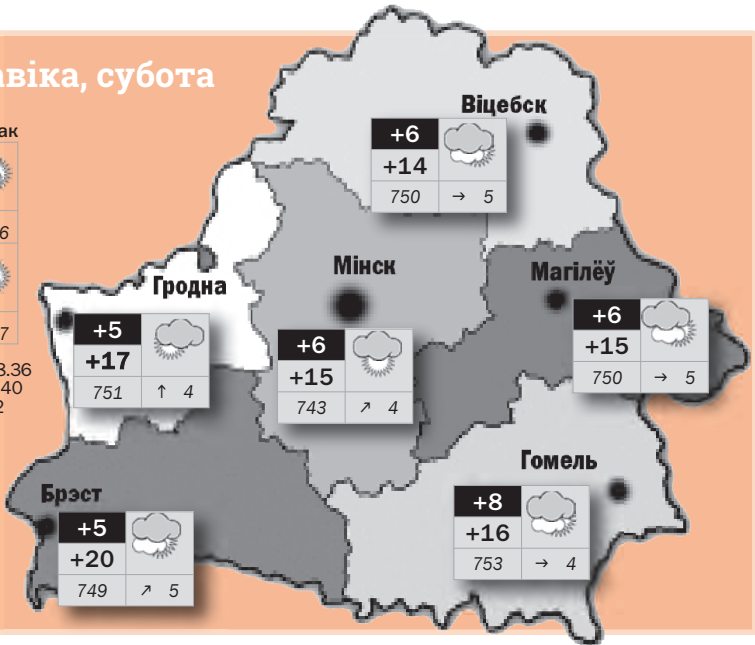 авіка, субота
ак
6
7
3.36
40
2
Віцебск
+6
+14
750 → 5
Мінск
+6
+15
743 ↗ 4
Магілёў
+6
+15
750 → 5
Гродна
+5
+17
751 ↑ 4
Гомель
+8
+16
753 → 4
Брэст
+5
+20
749 ↗ 5